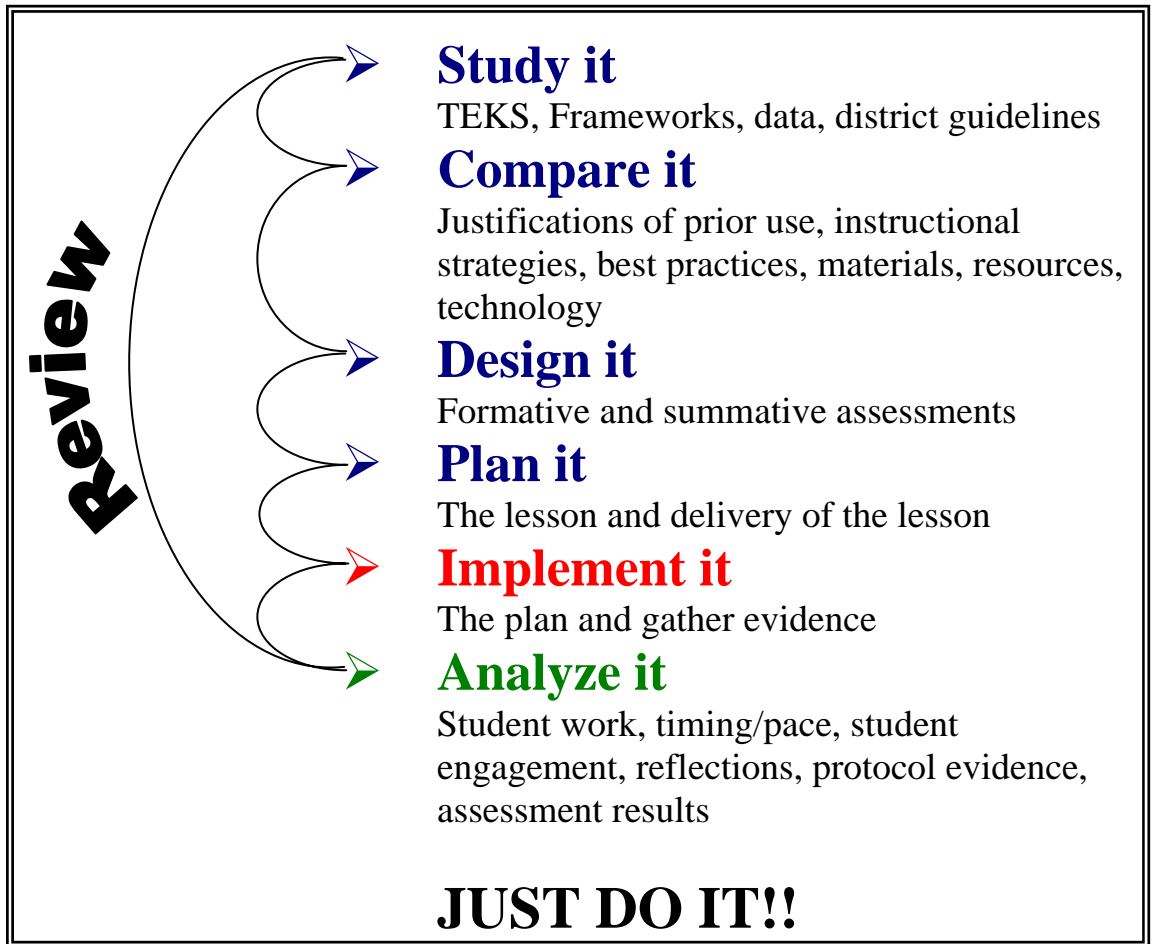 Review
Study it
TEKS, Frameworks, data, district guidelines
Compare it
Justifications of prior use, instructional
strategies, best practices, materials, resources,
technology
Design it
Formative and summative assessments
Plan it
The lesson and delivery of the lesson
Implement it
The plan and gather evidence
Analyze it
Student work, timing/pace, student
engagement, reflections, protocol evidence,
assessment results
JUST DO IT!!